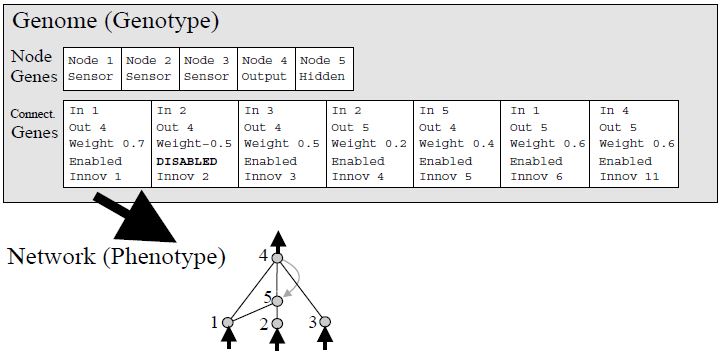 Genome (Genotype)
Node Genes
Node 1 Node 2 Node 3 Node 4 Node 5
Sensor Sensor Sensor Output Hidden
Connect. Genes
In 1 In 2 In 3 In 2 In 5 In 1 In 4
Out 4 Out 4 Out 4 Out 5 Out 4 Out 5 Out 5
Weight 0.7 Weight-0.5 Weight 0.5 Weight 0.2 Weight 0.4 Weight 0.6 Weight 0.6
Enabled DISABLED Enabled Enabled Enabled Enabled Enabled
Innov 1 Innov 2 Innov 3 Innov 4 Innov 5 Innov 6 Innov 11
Network (Phenotype)
4
5
1 2 3